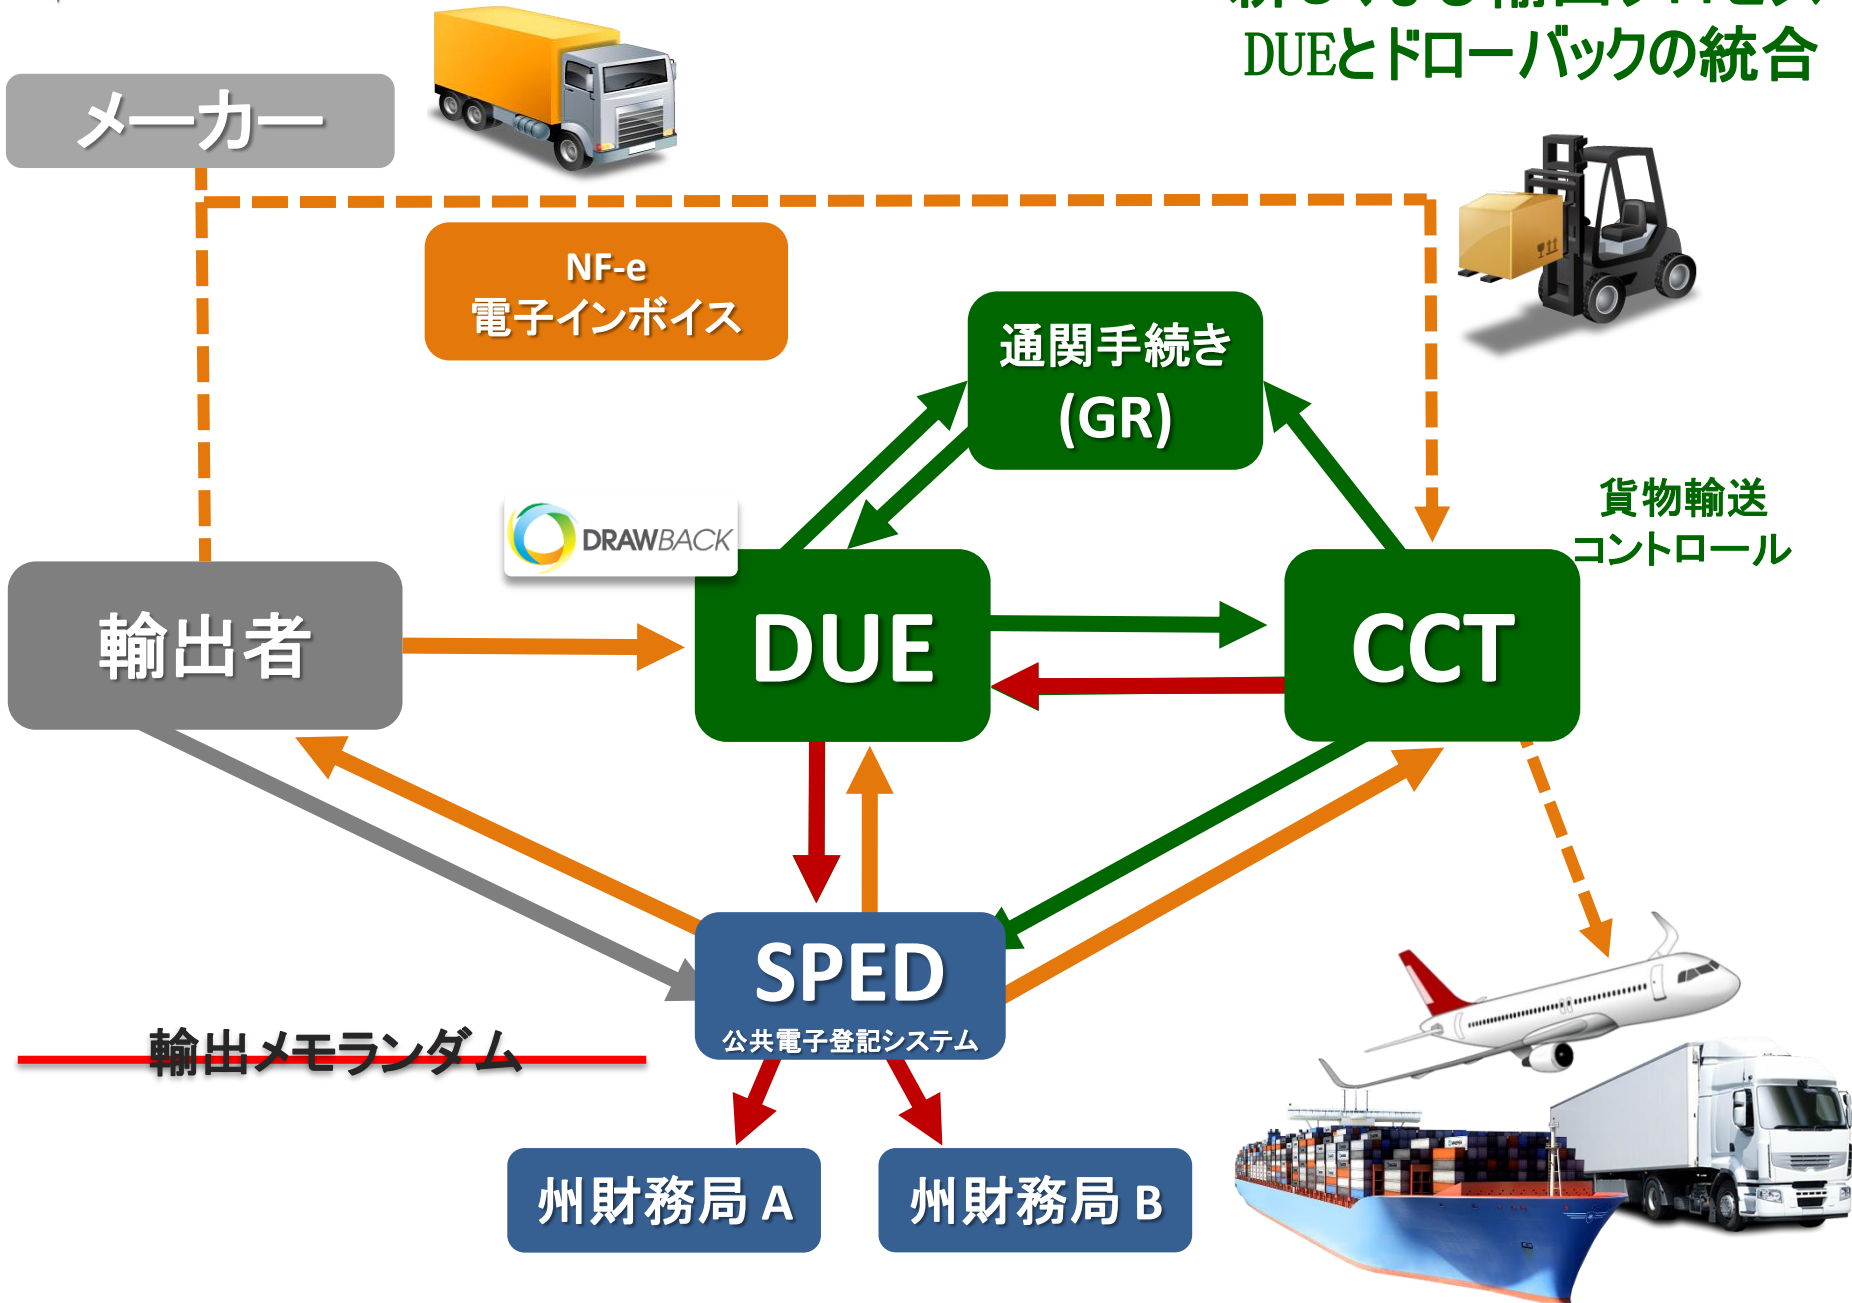 DUEとドローバックの統合
メーカー
NF-e
電子インボイス
通関手続き
(GR)
貨物輸送
コントロール
DRAWBACK
輸出者
DUE
CCT
SPED
公共電子登記システム
輸出メモランダム
州財務局 A
州財務局 B